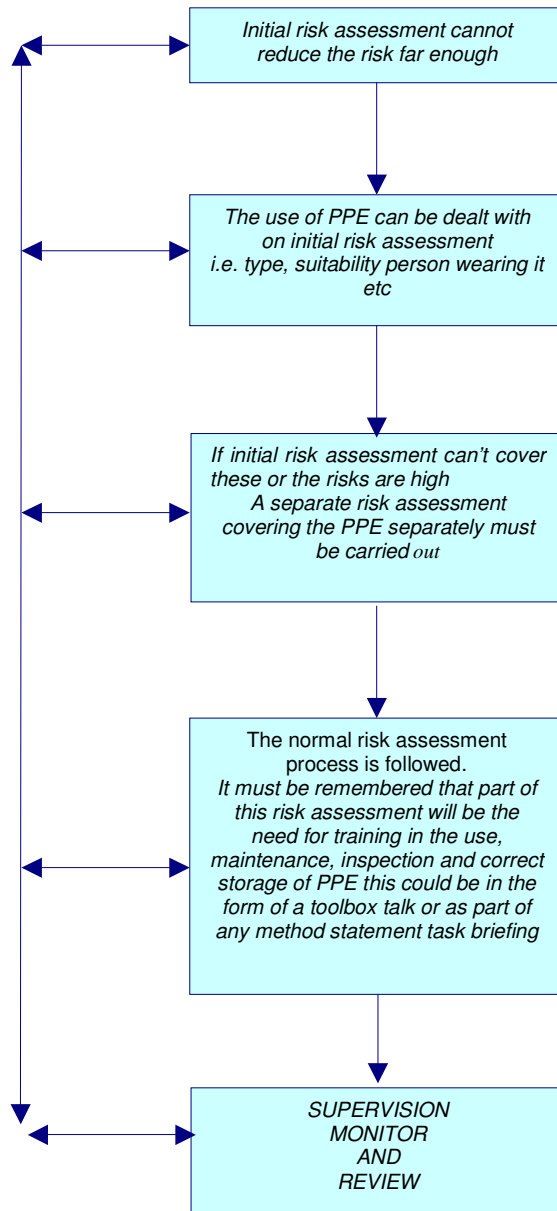 Initial risk assessment cannot
reduce the risk far enough
The use of PPE can be dealt with
on initial risk assessment
i.e. type, suitability person wearing it
etc
If initial risk assessment can't cover
these or the risks are high
A separate risk assessment
covering the PPE separately must
be carried out
The normal risk assessment
process is followed.
It must be remembered that part of
this risk assessment will be the
need for training in the use,
maintenance, inspection and correct
storage of PPE this could be in the
form of a toolbox talk or as part of
any method statement task briefing
SUPERVISION
MONITOR
AND
REVIEW